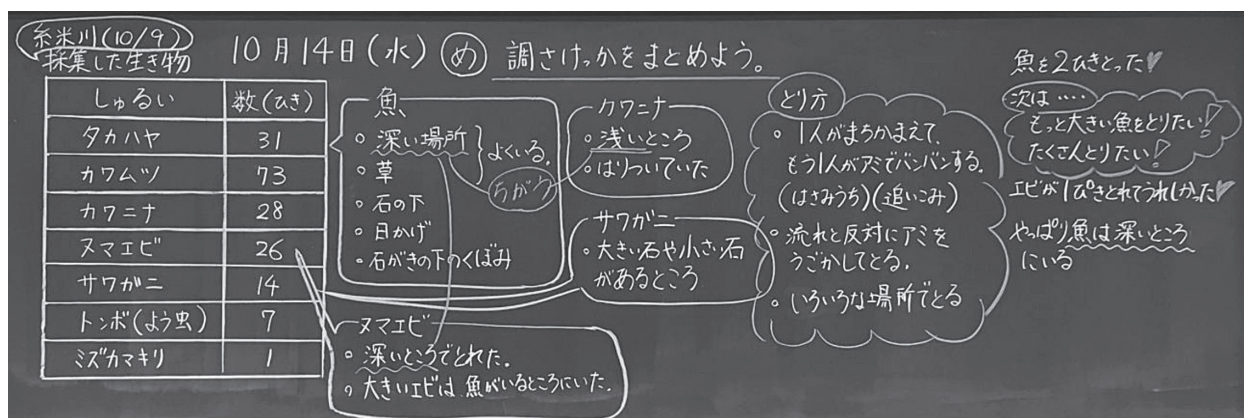 糸米川(10/9)
採集した生き物
10月14日(水) め 調さけっかをまとめよう。
しゅるい 数(ひき)
タカハヤ 31
カワムツ 73
カワニナ 28
ヌマエビ 26
サワガニ 14
トンボ(よう虫) 7
ミズカマキリ 1
魚
・深い場所
・草
よくいる。
・石の下
・日かげ
・石がきの下のくぼみ
ちがう
カワニナ
・浅いところ
・はりついていた
サワガニ
・大きい石や小さい石
があるところ
ヌマエビ
・深いところでとれた。
・大きいエビは魚がいるところにいた。
とり方
・1人がまちかまえて、
もう1人がアミでバンバンする。
(はさみうち)(追いこみ)
・流れと反対にアミを
うごかしてとる。
・いろいろな場所でとる
魚を2ひきとった♥
次は‥‥
もっと大きい魚をとりたい!
たくさんとりたい!
エビが1ぴきとれてうれしかった♥
やっぱり魚は深いところ
にいる